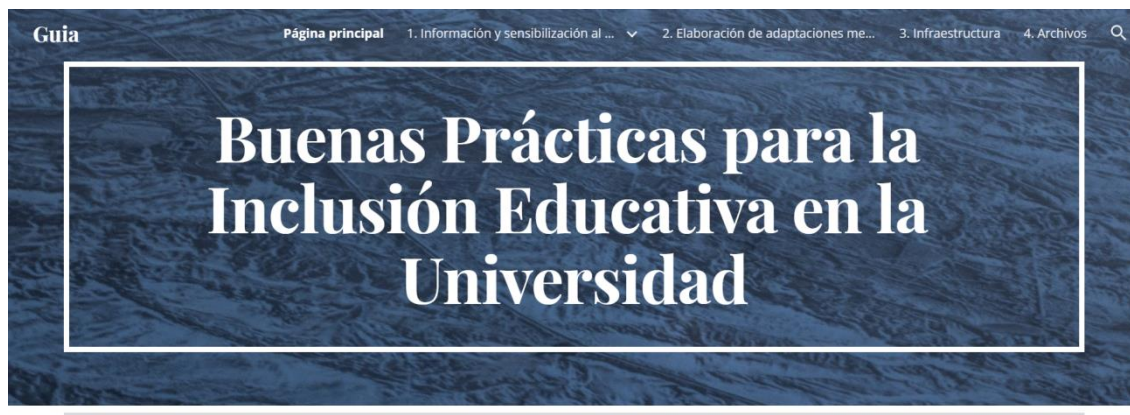 Guia
Página principal
1. Información y sensibilización al ...
2. Elaboración de adaptaciones me...
3. Infraestructura
4. Archivos
Buenas Prácticas para la
Inclusión Educativa en la
Universidad